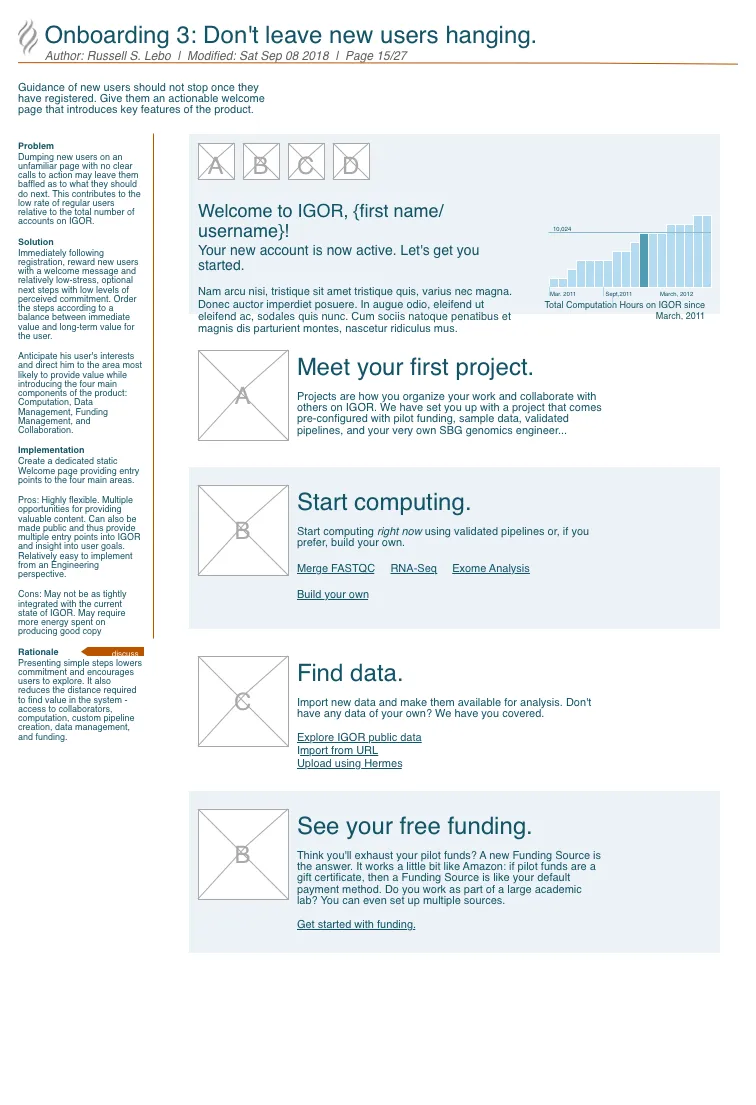 Onboarding 3: Don't leave new users hanging.
Author: Russell S. Lebo I Modified: Sat Sep 08 2018 I Page 15/27
Guidance of new users should not stop once they
have registered. Give them an actionable welcome
page that introduces key features of the product.
Problem
Dumping new users on an
unfamiliar page with no clear
calls to action may leave them
baffled as to what they should
do next. This contributes to the
low rate of regular users
relative to the total number of
accounts on IGOR.
Solution
Immediately following
registration, reward new users
with a welcome message and
relatively low-stress, optional
next steps with low levels of
perceived commitment. Order
the steps according to a
balance between immediate
value and long-term value for
the user.
Anticipate his user's interests
and direct him to the area most
likely to provide value while
introducing the four main
components of the product:
Computation, Data
Management, Funding
Management, and
Collaboration.
Implementation
Create a dedicated static
Welcome page providing entry
points to the four main areas.
Pros: Highly flexible. Multiple
opportunities for providing
valuable content. Can also be
made public and thus provide
multiple entry points into IGOR
and insight into user goals.
Relatively easy to implement
from an Engineering
perspective.
Cons: May not be as tightly
integrated with the current
state of IGOR. May require
more energy spent on
producing good copy
Rationale
discuss
Presenting simple steps lowers
commitment and encourages
users to explore. It also
reduces the distance required
to find value in the system -
access to collaborators,
computation, custom pipeline
creation, data management,
and funding.
A B C D
Welcome to IGOR, {first name/
username}!
Your new account is now active. Let's get you
started.
Nam arcu nisi, tristique sit amet tristique quis, varius nec magna.
Donec auctor imperdiet posuere. In augue odio, eleifend ut
eleifend ac, sodales quis nunc. Cum sociis natoque penatibus et
magnis dis parturient montes, nascetur ridiculus mus.
10,024
Mar. 2011 Sept,2011 March, 2012
Total Computation Hours on IGOR since
March, 2011
A
Meet your first project.
Projects are how you organize your work and collaborate with
others on IGOR. We have set you up with a project that comes
pre-configured with pilot funding, sample data, validated
pipelines, and your very own SBG genomics engineer...
B
Start computing.
Start computing right now using validated pipelines or, if you
prefer, build your own.
Merge FASTQC RNA-Seq Exome Analysis
Build your own
C
Find data.
Import new data and make them available for analysis. Don't
have any data of your own? We have you covered.
Explore IGOR public data
Import from URL
Upload using Hermes
B
See your free funding.
Think you'll exhaust your pilot funds? A new Funding Source is
the answer. It works a little bit like Amazon: if pilot funds are a
gift certificate, then a Funding Source is like your default
payment method. Do you work as part of a large academic
lab? You can even set up multiple sources.
Get started with funding.